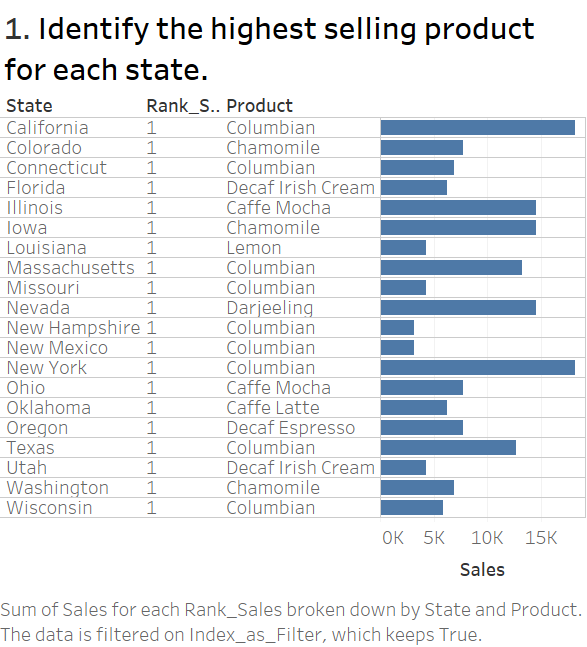 1. Identify the highest selling product
for each state.
State Rank_S.. Product
California 1 Columbian
Colorado 1 Chamomile
Connecticut 1 Columbian
Florida 1 Decaf Irish Cream
Illinois 1 Caffe Mocha
Iowa 1 Chamomile
Louisiana 1 Lemon
Massachusetts 1 Columbian
Missouri 1 Columbian
Nevada 1 Darjeeling
New Hampshire 1 Columbian
New Mexico 1 Columbian
New York 1 Columbian
Ohio 1 Caffe Mocha
Oklahoma 1 Caffe Latte
Oregon 1 Decaf Espresso
Texas 1 Columbian
Utah 1 Decaf Irish Cream
Washington 1 Chamomile
Wisconsin 1 Columbian
0K 5K 10K 15K
Sales
Sum of Sales for each Rank_Sales broken down by State and Product.
The data is filtered on Index_as_Filter, which keeps True.